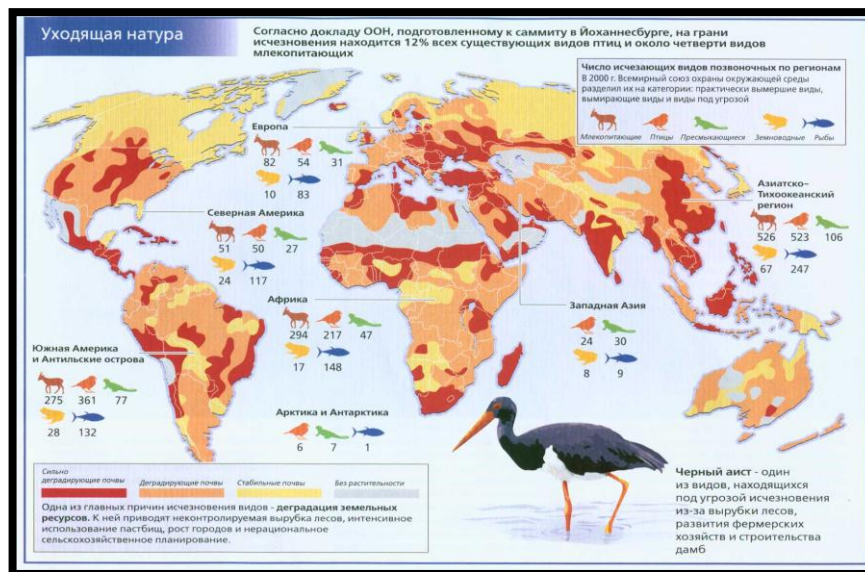 Уходящая натура
Согласно докладу ООН, подготовленному к саммиту в Йоханнесбурге, на грани
исчезновения находится 12% всех существующих видов птиц и около четверти видов
млекопитающих
Число исчезающих видов позвоночных по регионам
В 2000 г. Всемирный союз охраны окружающей среды
разделил их на категории: практически вымершие виды,
вымирающие виды и виды под угрозой
Млекопитающие Птицы Пресмыкающиеся Земноводные Рыбы
Европа
82 54 31
10 83
Северная Америка
51 50 27
24 117
Азиатско–
Тихоокеанский
регион
526 523 106
67 247
Африка
294 217 47
17 148
Западная Азия
24 30
8 9
Южная Америка
и Антильские острова
275 361 77
28 132
Арктика и Антарктика
6 7 1
Сильно
деградирующие почвы Деградирующие почвы Стабильные почвы Без растительности
Одна из главных причин исчезновения видов - деградация земельных
ресурсов. К ней приводят неконтролируемая вырубка лесов, интенсивное
использование пастбищ, рост городов и нерациональное
сельскохозяйственное планирование.
Черный аист - один
из видов, находящихся
под угрозой исчезновения
из-за вырубки лесов,
развития фермерских
хозяйств и строительства
дамб